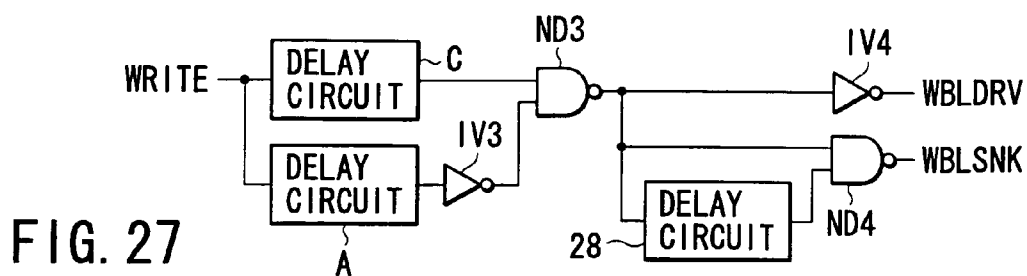 ND3
IV4
DELAY
CIRCUIT
C
WRITE
WBLDRV
IV3
DELAY
CIRCUIT
WBLSNK
ND4
DELAY
CIRCUIT
28
A
FIG. 27